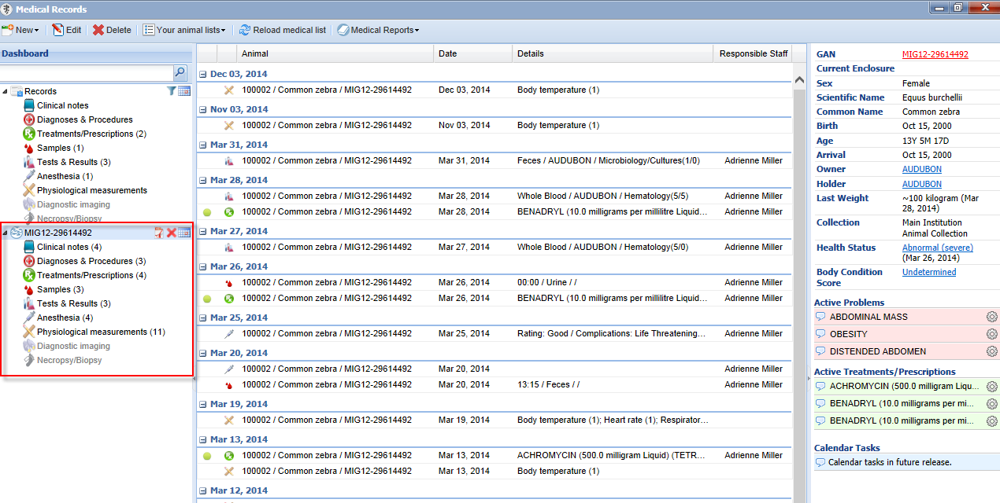 Medical Records
New Edit Delete Your animal lists Reload medical list Medical Reports
Dashboard
Records
Clinical notes
Diagnoses & Procedures
Treatments/Prescriptions (2)
Samples (1)
Tests & Results (3)
Anesthesia (1)
Physiological measurements
Diagnostic imaging
Necropsy/Biopsy
MIG12-29614492
Clinical notes (4)
Diagnoses & Procedures (3)
Treatments/Prescriptions (4)
Samples (3)
Tests & Results (3)
Anesthesia (4)
Physiological measurements (11)
Diagnostic imaging
Necropsy/Biopsy
Animal Date Details Responsible Staff
Dec 03, 2014
100002 / Common zebra / MIG12-29614492 Dec 03, 2014 Body temperature (1)
Nov 03, 2014
100002 / Common zebra / MIG12-29614492 Nov 03, 2014 Body temperature (1)
Mar 31, 2014
100002 / Common zebra / MIG12-29614492 Mar 31, 2014 Feces / AUDUBON / Microbiology/Cultures(1/0) Adrienne Miller
Mar 28, 2014
100002 / Common zebra / MIG12-29614492 Mar 28, 2014 Whole Blood / AUDUBON / Hematology(5/5) Adrienne Miller
100002 / Common zebra / MIG12-29614492 Mar 28, 2014 BENADRYL (10.0 milligrams per millilitre Liquid... Adrienne Miller
Mar 27, 2014
100002 / Common zebra / MIG12-29614492 Mar 27, 2014 Whole Blood / AUDUBON / Hematology(5/0) Adrienne Miller
Mar 26, 2014
100002 / Common zebra / MIG12-29614492 Mar 26, 2014 00:00 / Urine / / Adrienne Miller
100002 / Common zebra / MIG12-29614492 Mar 26, 2014 BENADRYL (10.0 milligrams per millilitre Liquid... Adrienne Miller
Mar 25, 2014
100002 / Common zebra / MIG12-29614492 Mar 25, 2014 Rating: Good / Complications: Life Threatening... Adrienne Miller
Mar 20, 2014
100002 / Common zebra / MIG12-29614492 Mar 20, 2014 Adrienne Miller
100002 / Common zebra / MIG12-29614492 Mar 20, 2014 13:15 / Feces / / Adrienne Miller
Mar 19, 2014
100002 / Common zebra / MIG12-29614492 Mar 19, 2014 Body temperature (1); Heart rate (1); Respirator...
Mar 13, 2014
100002 / Common zebra / MIG12-29614492 Mar 13, 2014 ACHROMYCIN (500.0 milligram Liquid) (TETR... Adrienne Miller
100002 / Common zebra / MIG12-29614492 Mar 13, 2014 Body temperature (1)
Mar 12, 2014
GAN MIG12-29614492
Current Enclosure
Sex Female
Scientific Name Equus burchellii
Common Name Common zebra
Birth Oct 15, 2000
Age 13Y 5M 17D
Arrival Oct 15, 2000
Owner AUDUBON
Holder AUDUBON
Last Weight ~100 kilogram (Mar
28, 2014)
Collection Main Institution
Animal Collection
Health Status Abnormal (severe)
(Mar 26, 2014)
Body Condition Undetermined
Score
Active Problems
ABDOMINAL MASS
OBESITY
DISTENDED ABDOMEN
Active Treatments/Prescriptions
ACHROMYCIN (500.0 milligram Liqu...
BENADRYL (10.0 milligrams per mi...
BENADRYL (10.0 milligrams per mi...
Calendar Tasks
Calendar tasks in future release.